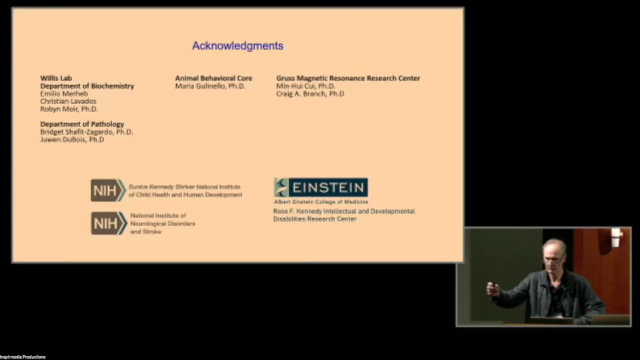 Acknowledgments
Willis Lab
Department of Biochemistry
Emilio Merheb
Christian Lavados
Robyn Moir, Ph.D.
Department of Pathology
Bridget Shafit-Zagardo, Ph.D.
Juwen DuBois, Ph.D
Animal Behavioral Core
Maria Gulinello, Ph.D.
Gruss Magnetic Resonance Research Center
Min-Hui Cui, Ph.D.
Craig A. Branch, Ph.D
NIH
Eunice Kennedy Shriver National Institute
of Child Health and Human Development
NIH
National Institute of
Neurological Disorders
and Stroke
EINSTEIN
Albert Einstein College of Medicine
Rose F. Kennedy Intellectual and Developmental
Disabilities Research Center
Inspirmedia Productions